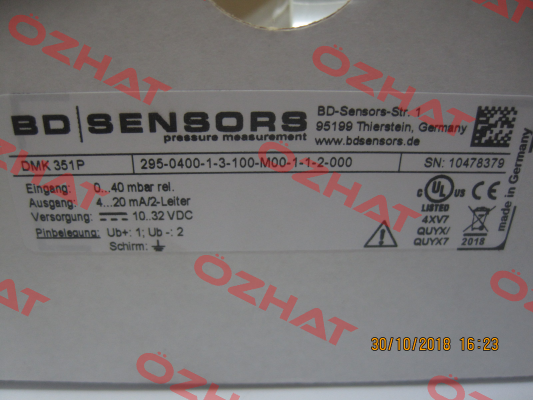 BD|SENSORS
pressure measurement
BD-Sensors-Str. 1
95199 Thierstein, Germany
www.bdsensors.de
DMK 351P 295-0400-1-3-100-M00-1-1-2-000 SN: 10478379
Eingang: 0...40 mbar rel.
Ausgang: 4...20 mA/2-Leiter
Versorgung: 10..32 VDC
Pinbelegung: Ub+: 1; Ub -: 2
Schirm:
C UL US
LISTED
4XV7
QUYX/
QUYX7
2018
made in Germany
30/10/2018 16:23
OZHAT
OZHAT
OZHAT
OZHAT
OZHAT
OZHAT